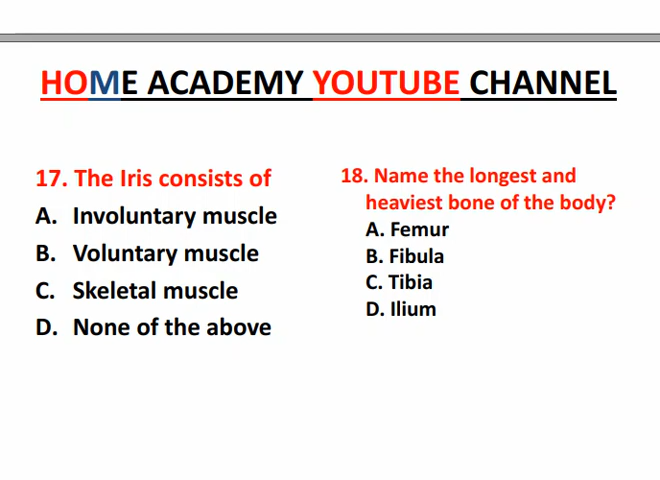 HOME ACADEMY YOUTUBE CHANNEL
17. The Iris consists of
A. Involuntary muscle
B. Voluntary muscle
C. Skeletal muscle
D. None of the above
18. Name the longest and
heaviest bone of the body?
A. Femur
B. Fibula
C. Tibia
D. Ilium